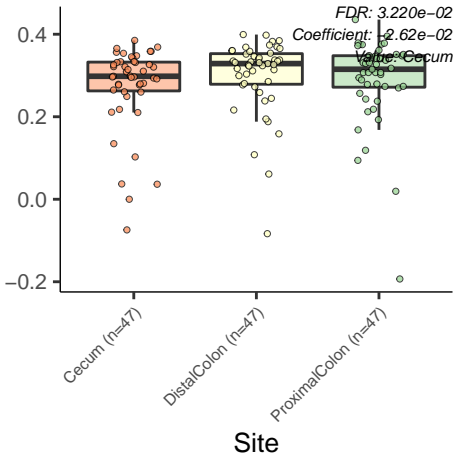 FDR: 3.220e−02
Coefficient: −2.62e−02
Value: Cecum
0.4
0.2
0.0
−0.2
Cecum (n=47)
DistalColon (n=47)
ProximalColon (n=47)
Site